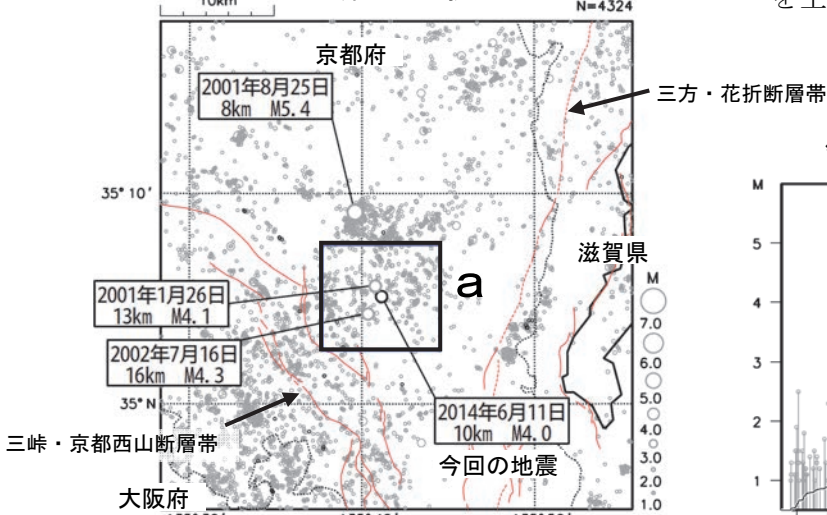 10km
N=4324
京都府
2001年8月25日
8km M5.4
三方・花折断層帯
35°10′
滋賀県
a
2001年1月26日
13km M4.1
2002年7月16日
16km M4.3
35°N
2014年6月11日
10km M4.0
今回の地震
三峠・京都西山断層帯
大阪府
M
7.0
6.0
5.0
4.0
3.0
2.0
1.0
M
5
4
3
2
1